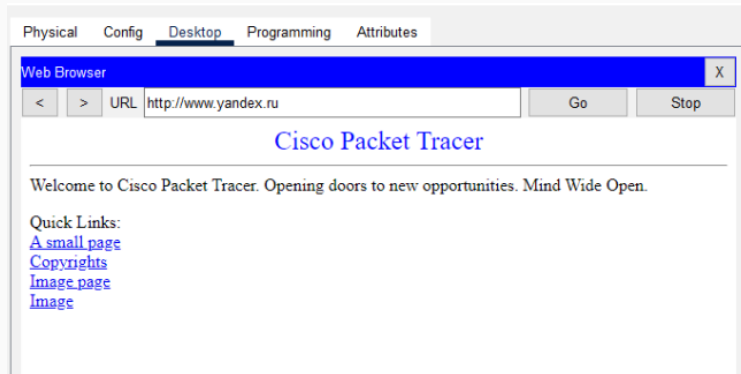 Physical Config Desktop Programming Attributes
Web Browser X
< > URL http://www.yandex.ru Go Stop
Cisco Packet Tracer
Welcome to Cisco Packet Tracer. Opening doors to new opportunities. Mind Wide Open.
Quick Links:
A small page
Copyrights
Image page
Image